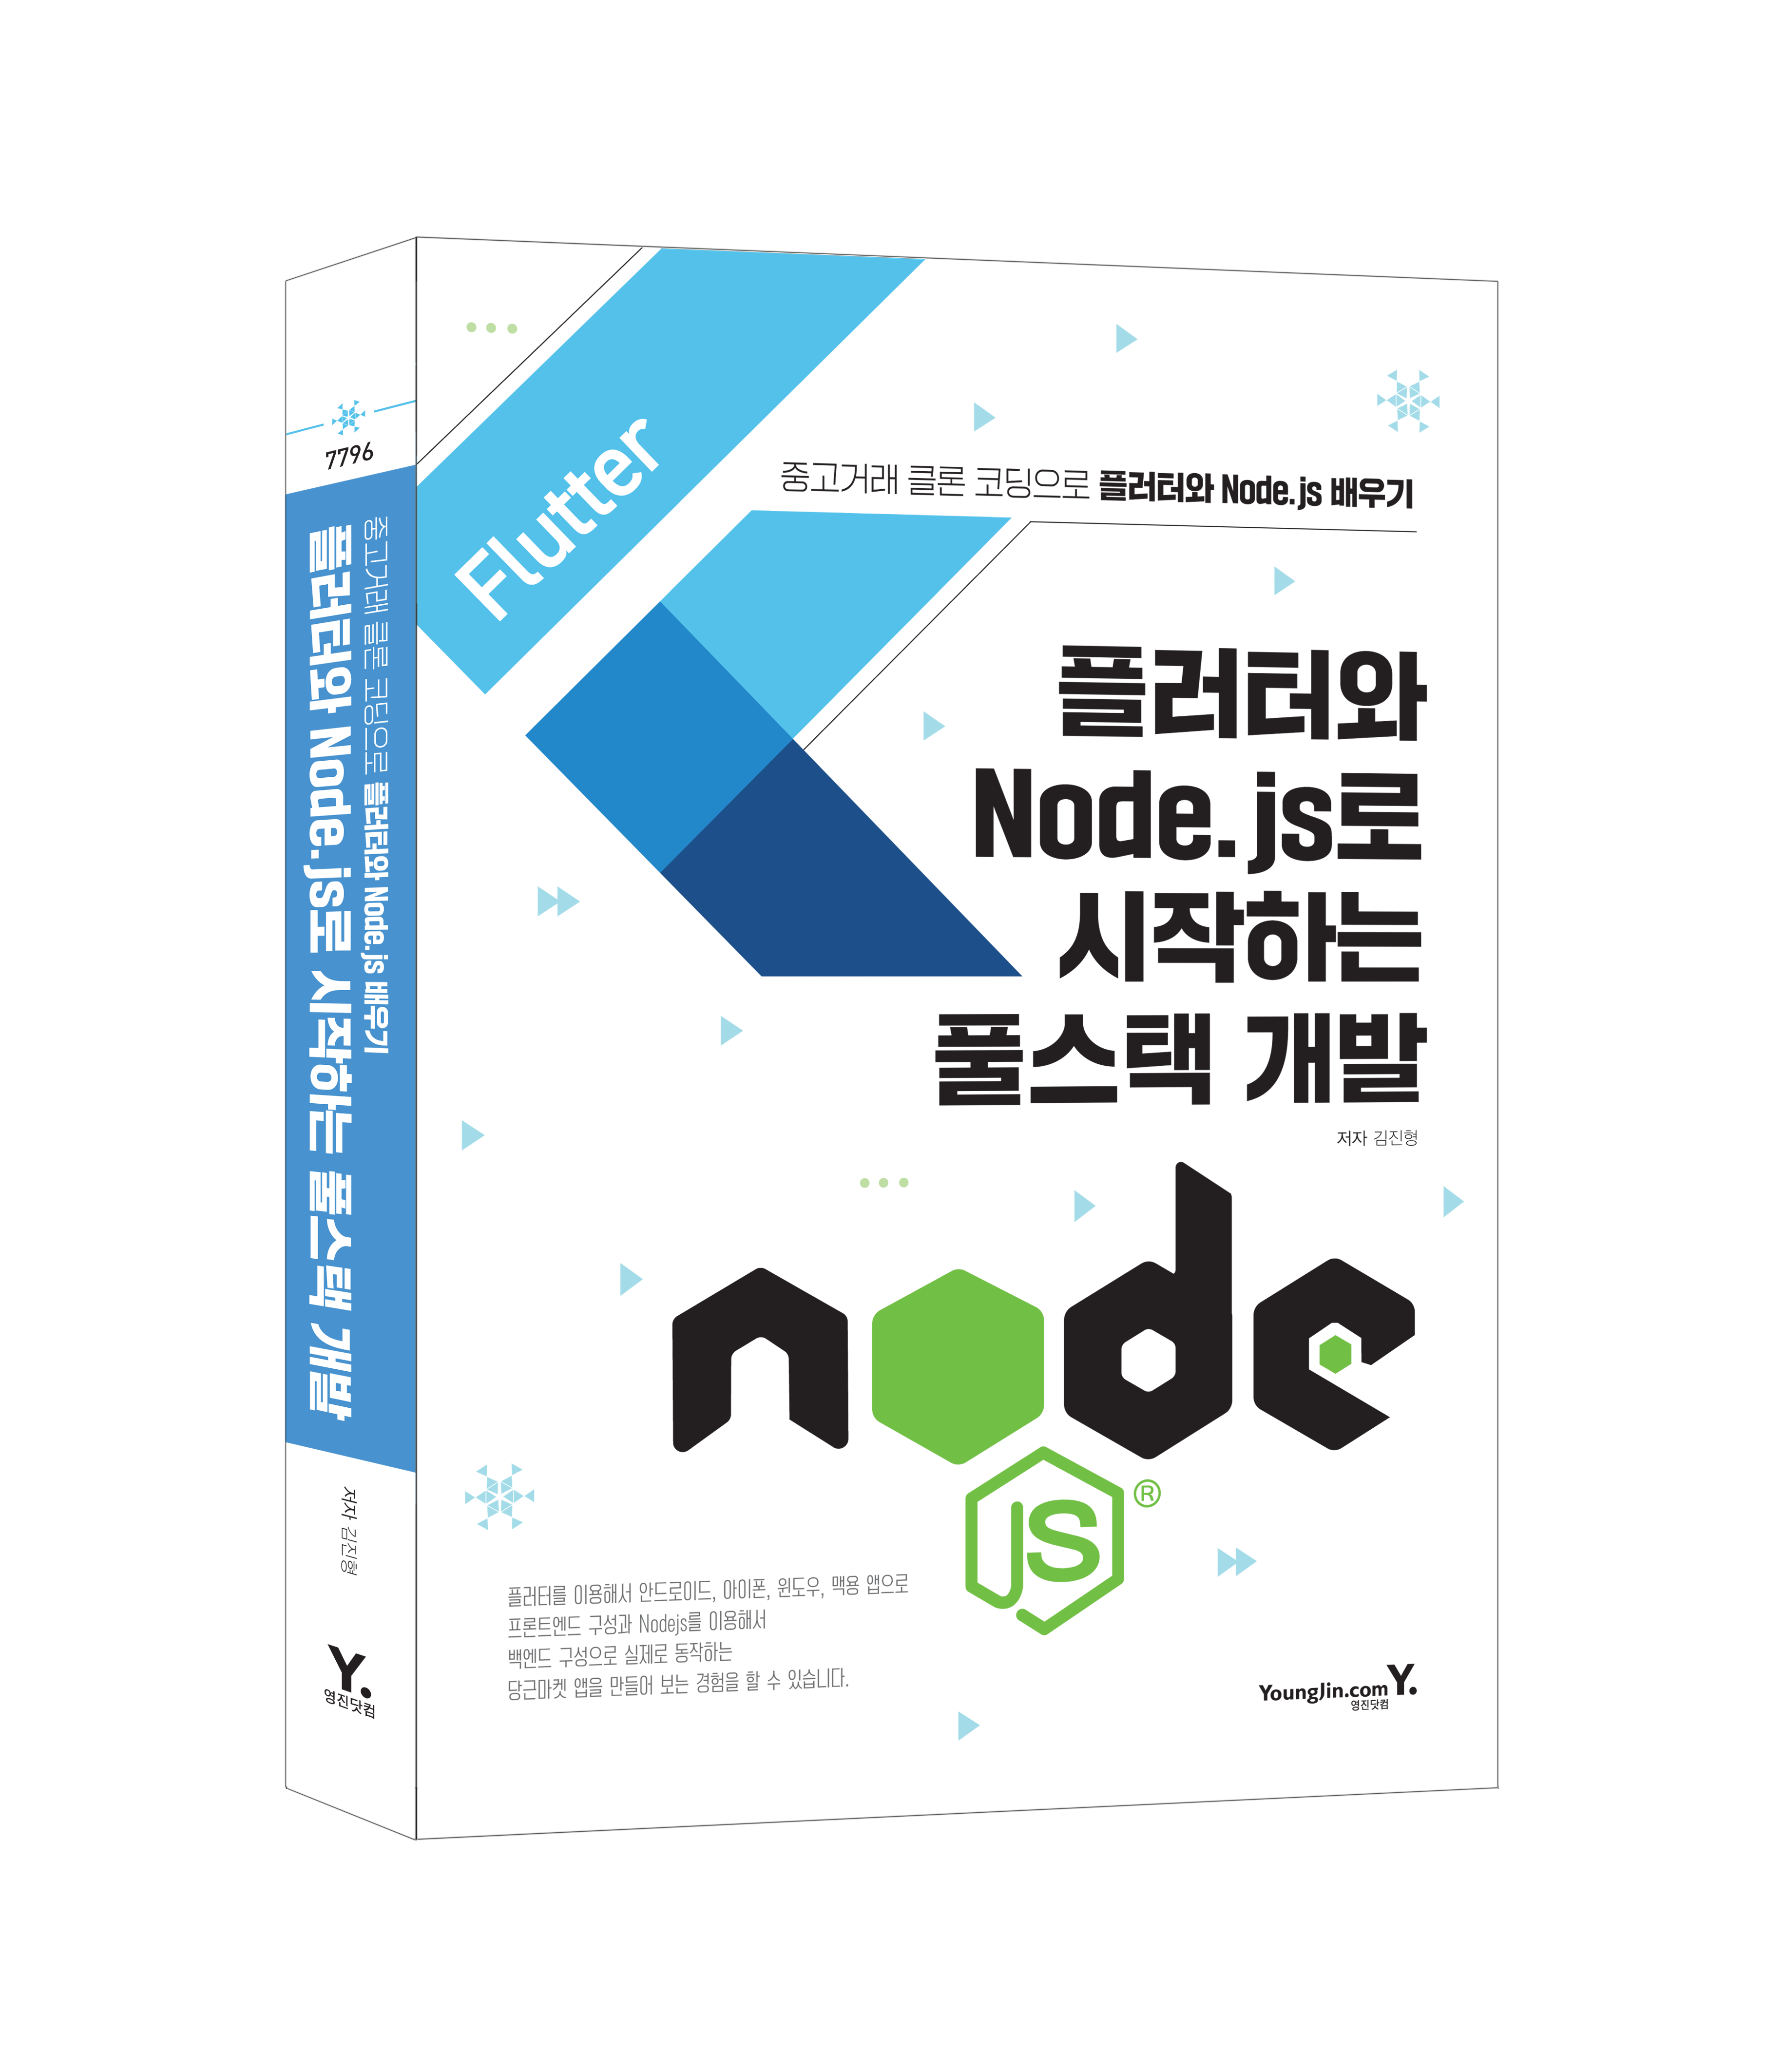 7796
중고거래 클론 코딩으로 플러터와 Node.js 배우기
플러터와 Node.js로 시작하는 풀스택 개발
저자 김진형
Y.
영진닷컴
Flutter
중고거래 클론 코딩으로 플러터와 Node.js 배우기
플러터와
Node.js로
시작하는
풀스택 개발
저자 김진형
node
JS ®
플러터를 이용해서 안드로이드, 아이폰, 윈도우, 맥용 앱으로
프론트엔드 구성과 Nodejs를 이용해서
백엔드 구성으로 실제로 동작하는
당근마켓 앱을 만들어 보는 경험을 할 수 있습니다.
YoungJin.com Y.
영진닷컴